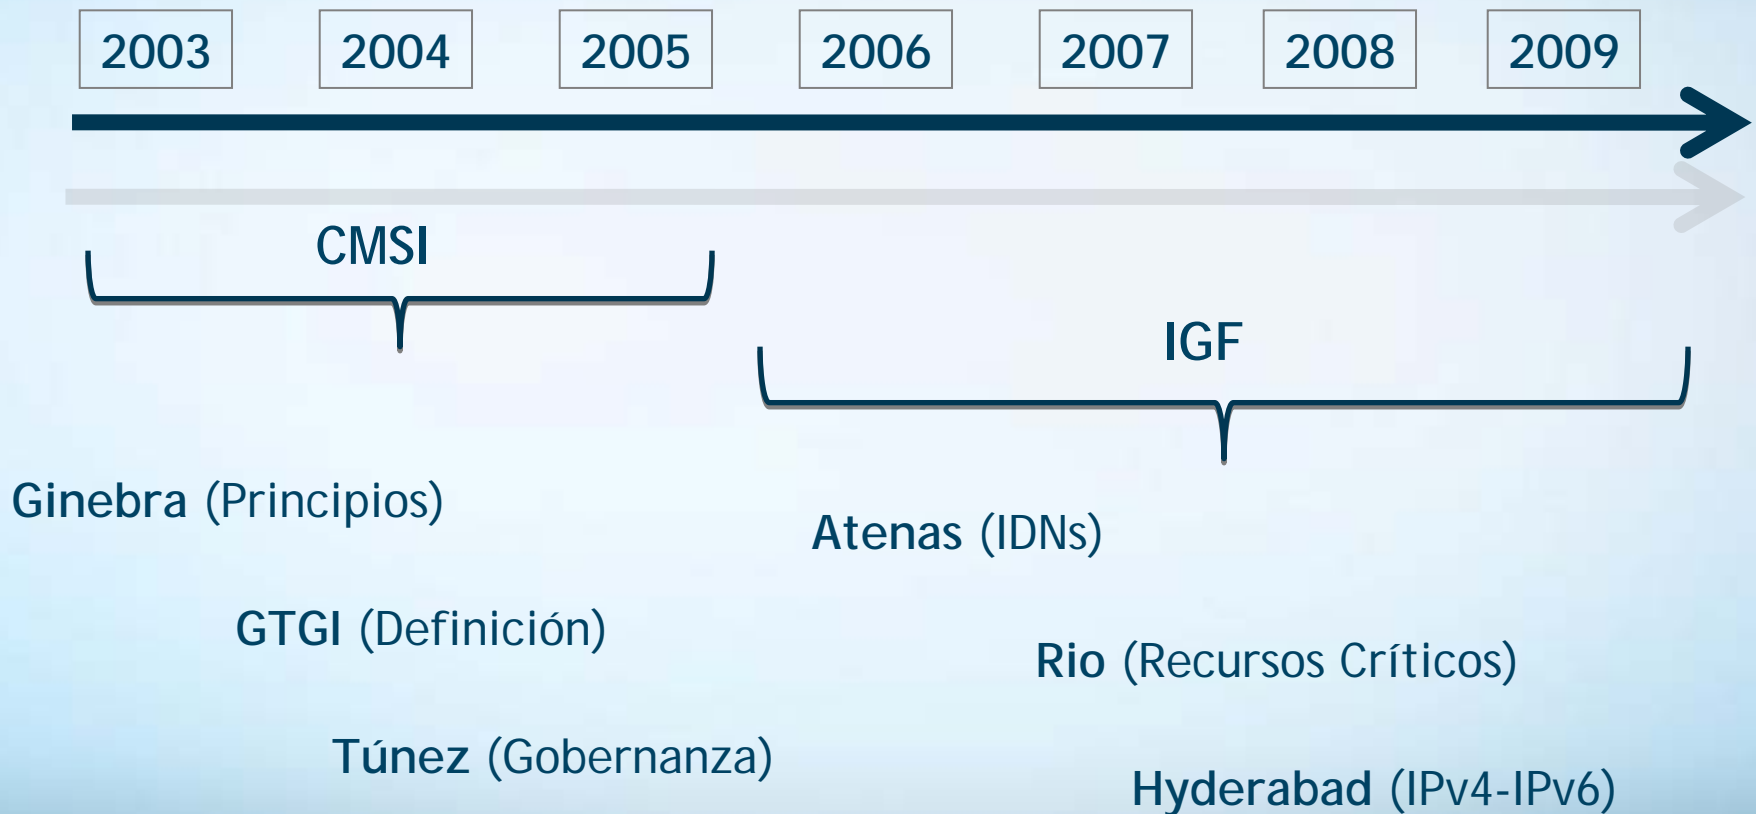 2003 2004 2005 2006 2007 2008 2009
CMSI
IGF
Ginebra (Principios)
Atenas (IDNs)
GTGI (Definición)
Rio (Recursos Críticos)
Túnez (Gobernanza)
Hyderabad (IPv4-IPv6)